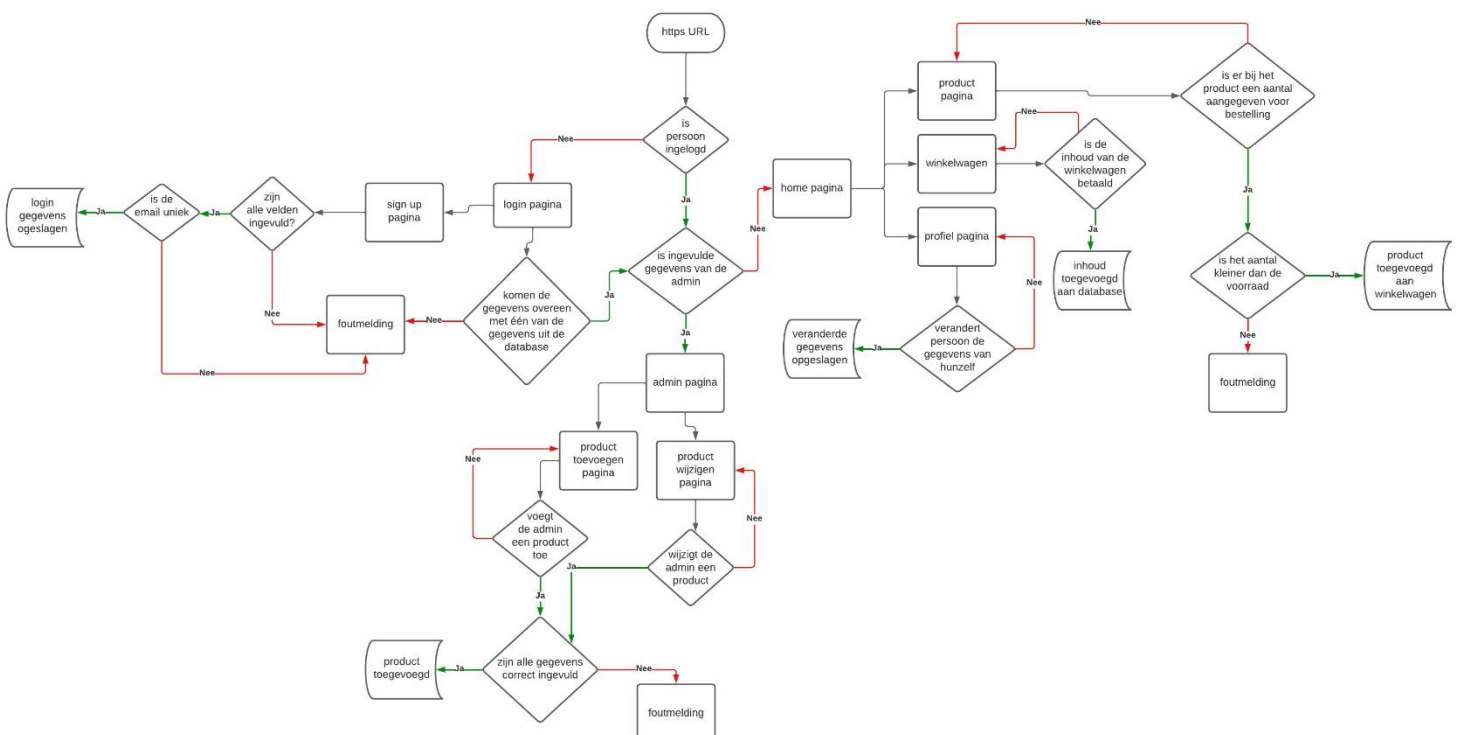 https URL
Nee
is er bij het
product een aantal
aangegeven voor
bestelling
product
pagina
is
persoon
ingelogd
Nee
Nee
is de
inhoud van de
winkelwagen
betaald
winkelwagen
home pagina
Ja
login
gegevens
ogeslagen
Ja
is de
email uniek
Ja
zijn
alle velden
ingevuld?
sign up
pagina
login pagina
Ja
Nee
profiel pagina
Ja
is ingevulde
gegevens van de
admin
Nee
inhoud
toegevoegd
aan database
is het aantal
kleiner dan de
voorraad
Ja
product
toegevoegd
aan
winkelwagen
komen de
gegevens overeen
met één van de
gegevens uit de
database
Ja
Nee
foutmelding
Nee
Nee
Ja
veranderde
gegevens
opgeslagen
Ja
verandert
persoon de
gegevens van
hunzelf
Nee
foutmelding
admin pagina
Nee
product
toevoegen
pagina
product
wijzigen
pagina
Nee
voegt
de admin
een product
toe
wijzigt de
admin een
product
Ja
Ja
product
toegevoegd
Ja
zijn alle gegevens
correct ingevuld
Nee
foutmelding